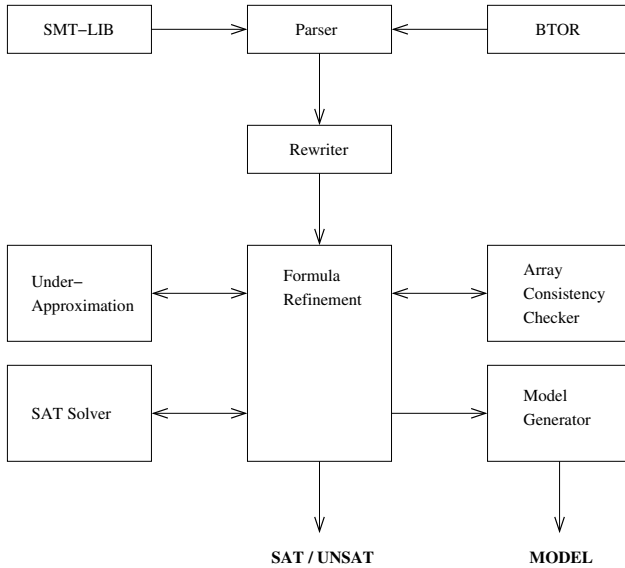 SMT−LIB
Parser
BTOR
Rewriter
Under−
Approximation
Formula
Refinement
Array
Consistency
Checker
SAT Solver
Model
Generator
SAT / UNSAT
MODEL